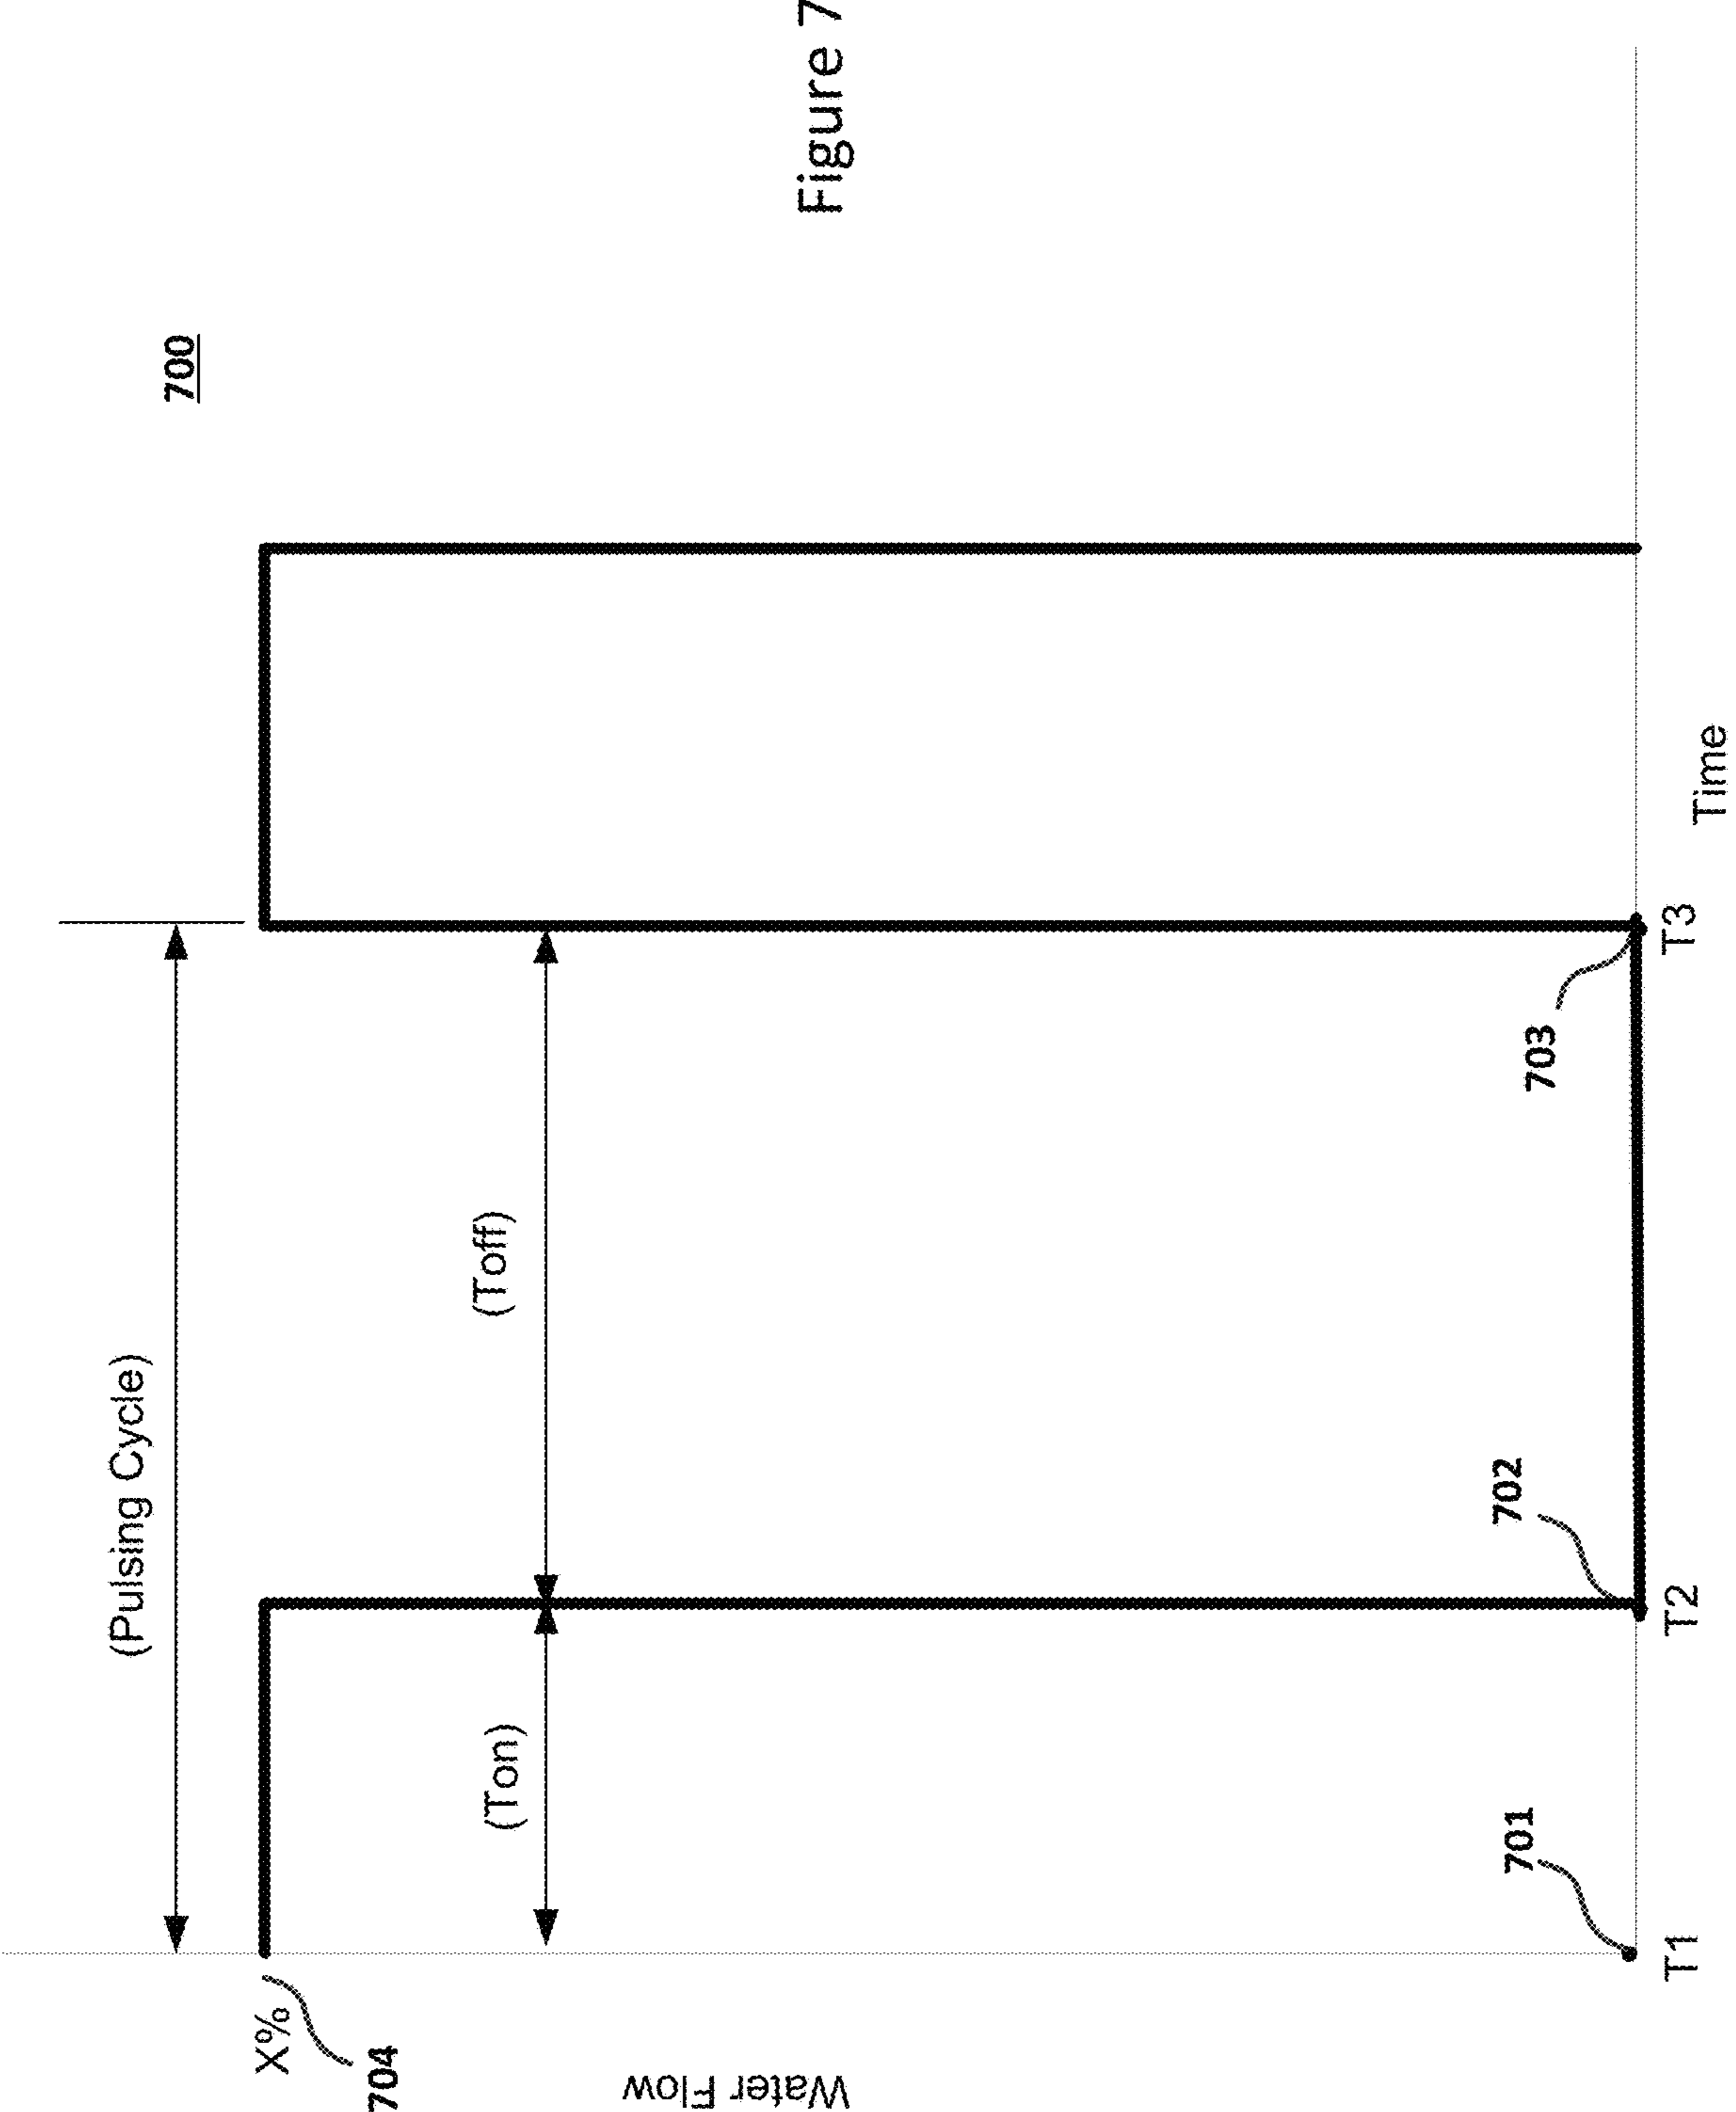 700
(Pulsing Cycle)
X%
704
(Ton)
(Toff)
Water Flow
701
702
703
T1
T2
T3
Time
Figure 7